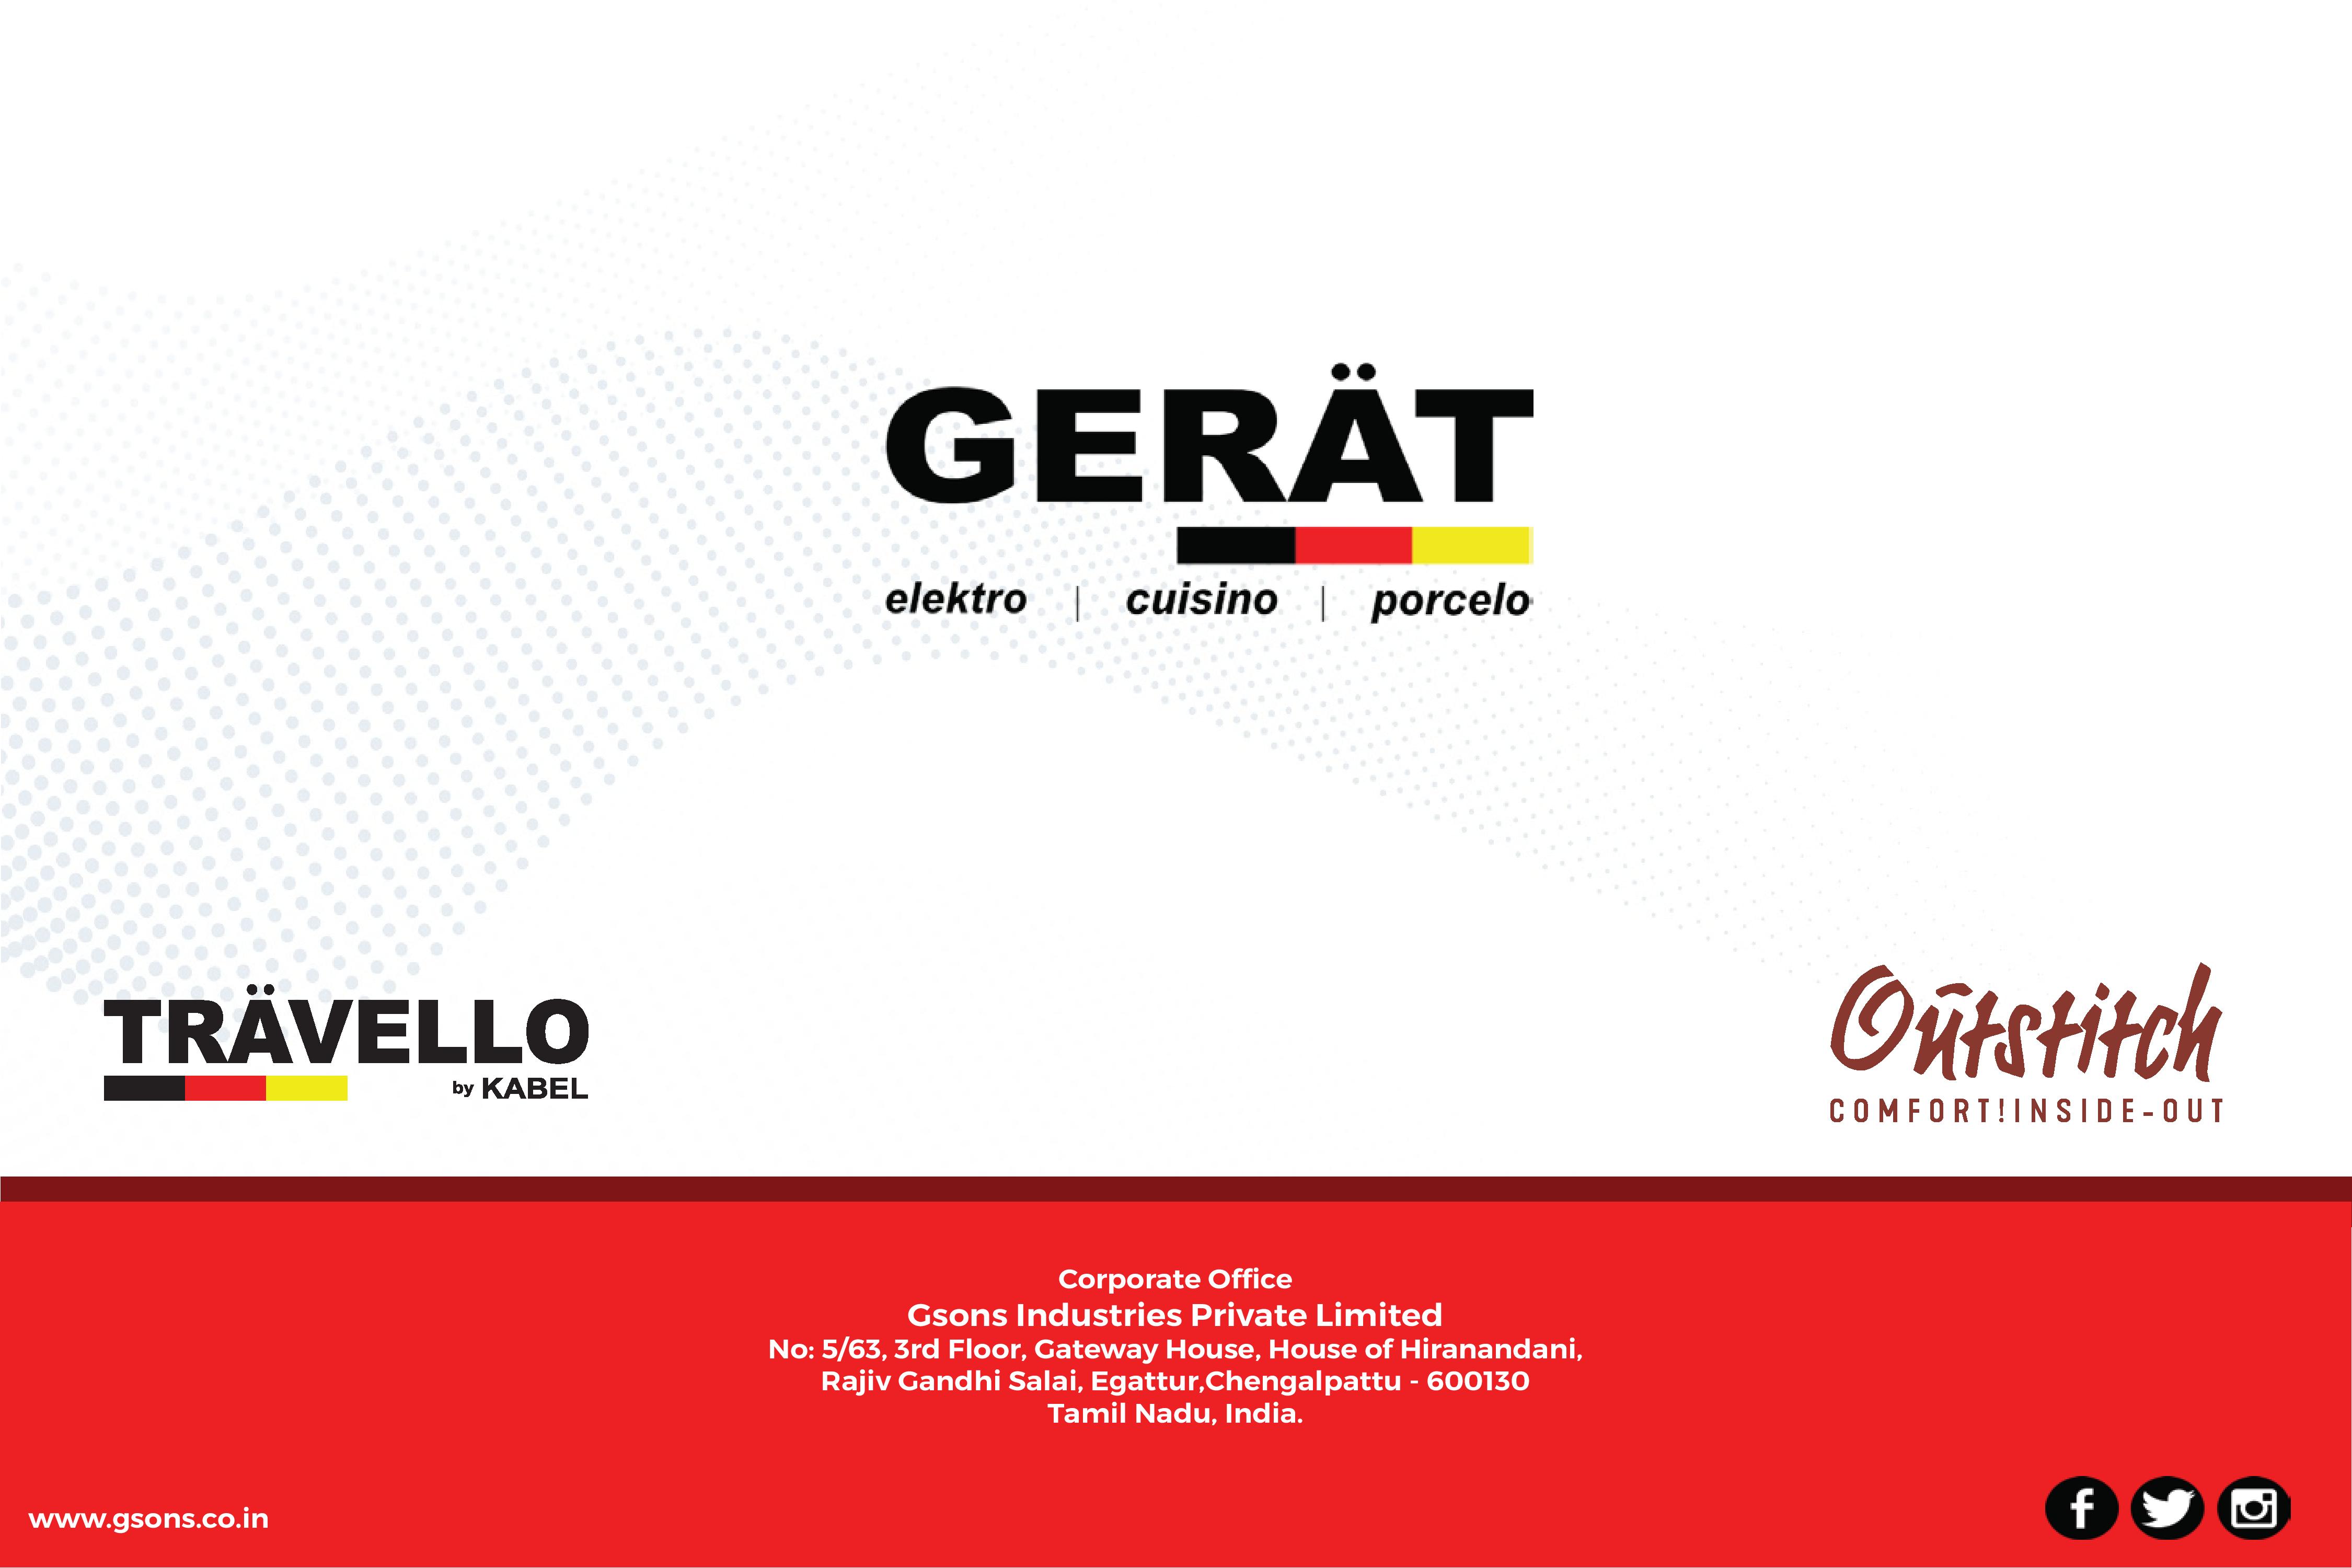 GERÄT
elektro | cuisino | porcelo
TRÄVELLO
by KABEL
Outstitch
COMFORT!INSIDE-OUT
Corporate Office
Gsons Industries Private Limited
No: 5/63, 3rd Floor, Gateway House, House of Hiranandani,
Rajiv Gandhi Salai, Egattur,Chengalpattu - 600130
Tamil Nadu, India.
www.gsons.co.in